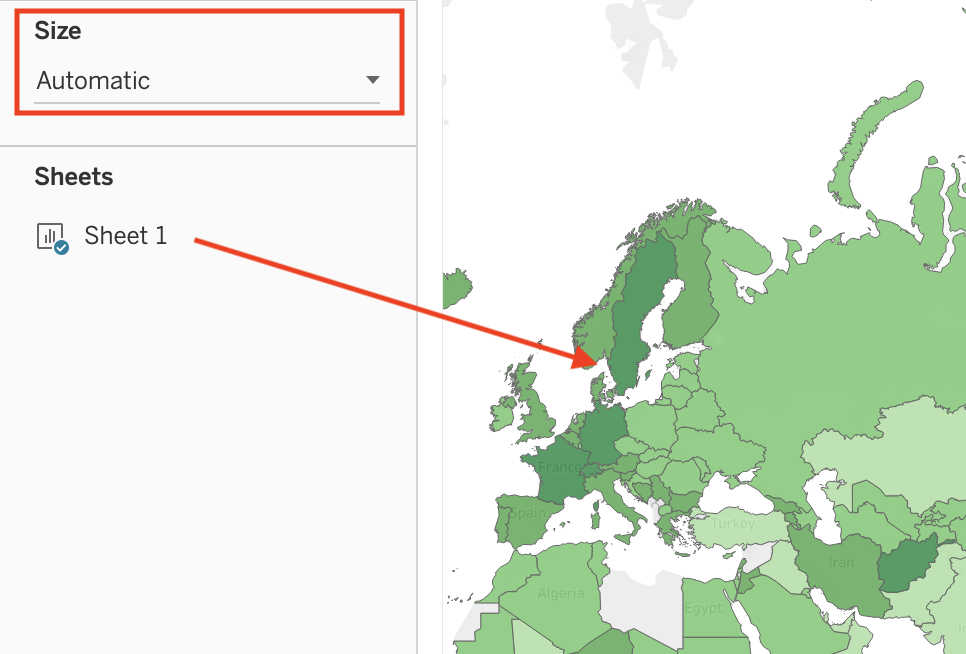 Size
Automatic
Sheets
Sheet 1
France
Spain
Turkey
Iran
Algeria
Egypt